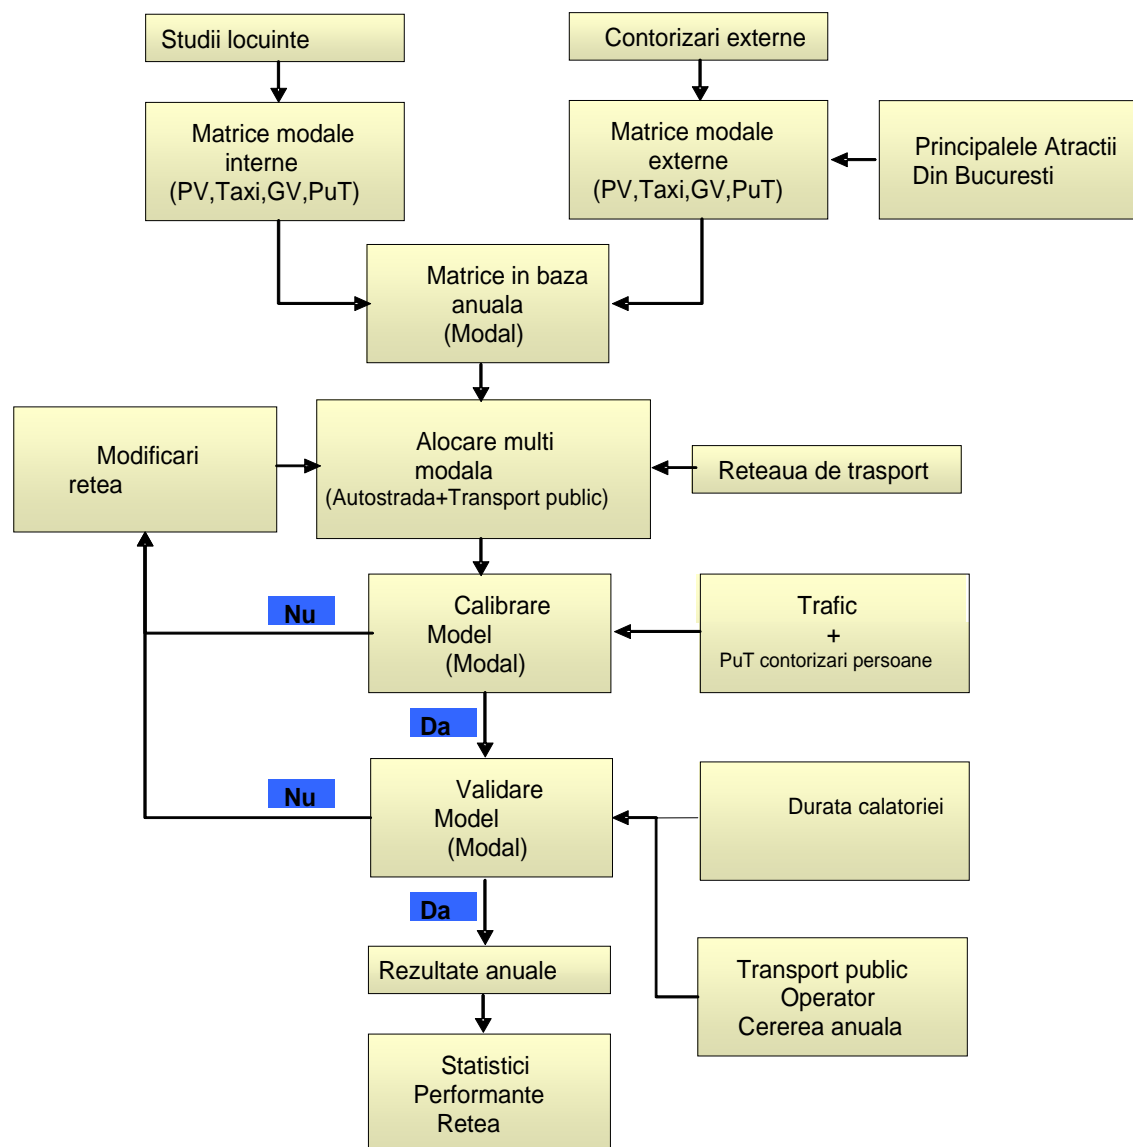 Studii locuinte
Contorizari externe
Matrice modale
interne
(PV,Taxi,GV,PuT)
Matrice modale
externe
(PV,Taxi,GV,PuT)
Principalele Atractii
Din Bucuresti
Matrice in baza
anuala
(Modal)
Modificari
retea
Alocare multi
modala
(Autostrada+Transport public)
Reteaua de trasport
Nu
Calibrare
Model
(Modal)
Trafic
+
PuT contorizari persoane
Da
Nu
Validare
Model
(Modal)
Durata calatoriei
Da
Rezultate anuale
Transport public
Operator
Cererea anuala
Statistici
Performante
Retea